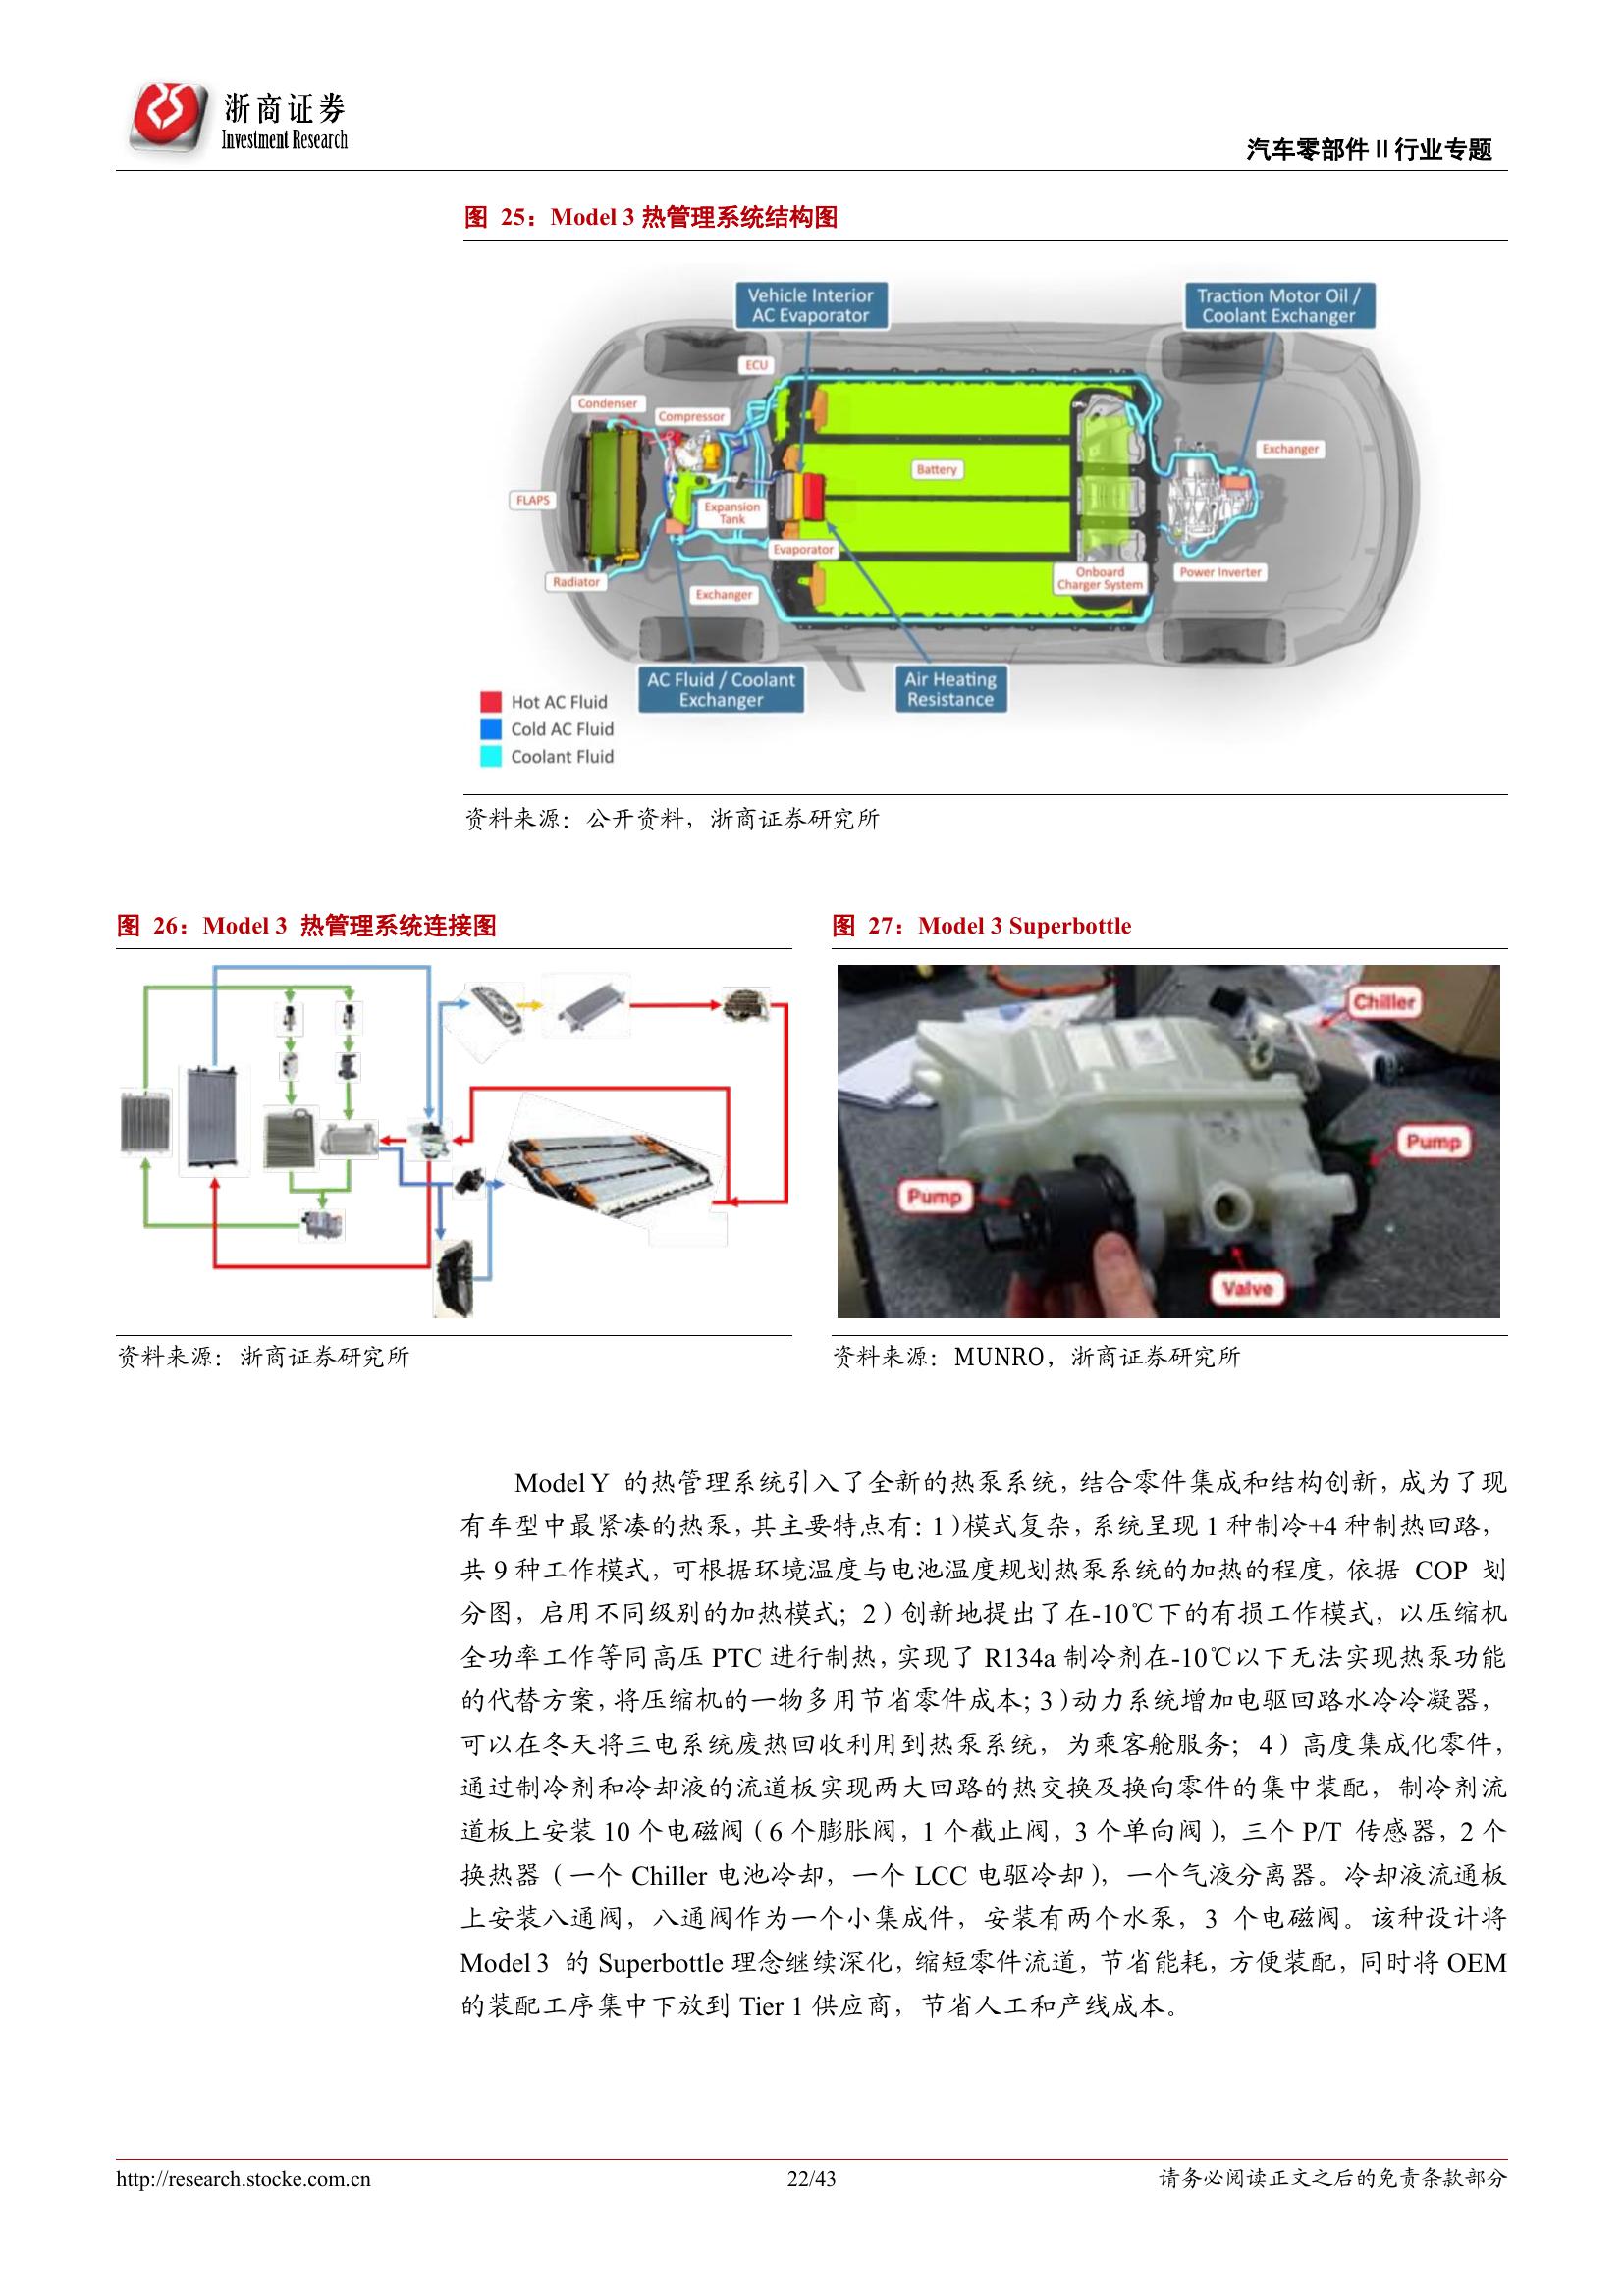 浙商证券
Investment Research
汽车零部件Ⅱ行业专题
图 25：Model 3 热管理系统结构图
Vehicle Interior
AC Evaporator
Traction Motor Oil /
Coolant Exchanger
ECU
Condenser
Compressor
Exchanger
Battery
FLAPS
Expansion
Tank
Evaporator
Radiator
Onboard
Charger System
Power Inverter
Exchanger
AC Fluid / Coolant
Exchanger
Air Heating
Resistance
Hot AC Fluid
Cold AC Fluid
Coolant Fluid
资料来源：公开资料，浙商证券研究所
图 26：Model 3 热管理系统连接图
资料来源：浙商证券研究所
图 27：Model 3 Superbottle
Chiller
Pump
Pump
Valve
资料来源：MUNRO，浙商证券研究所
Model Y 的热管理系统引入了全新的热泵系统，结合零件集成和结构创新，成为了现
有车型中最紧凑的热泵，其主要特点有：1）模式复杂，系统呈现 1 种制冷+4 种制热回路，
共 9 种工作模式，可根据环境温度与电池温度规划热泵系统的加热的程度，依据 COP 划
分图，启用不同级别的加热模式；2）创新地提出了在-10℃下的有损工作模式，以压缩机
全功率工作等同高压 PTC 进行制热，实现了 R134a 制冷剂在-10℃以下无法实现热泵功能
的代替方案，将压缩机的一物多用节省零件成本；3）动力系统增加电驱回路水冷冷凝器，
可以在冬天将三电系统废热回收利用到热泵系统，为乘客舱服务；4）高度集成化零件，
通过制冷剂和冷却液的流道板实现两大回路的热交换及换向零件的集中装配，制冷剂流
道板上安装 10 个电磁阀（6 个膨胀阀，1 个截止阀，3 个单向阀），三个 P/T 传感器，2 个
换热器（一个 Chiller 电池冷却，一个 LCC 电驱冷却），一个气液分离器。冷却液流通板
上安装八通阀，八通阀作为一个小集成件，安装有两个水泵，3 个电磁阀。该种设计将
Model 3 的 Superbottle 理念继续深化，缩短零件流道，节省能耗，方便装配，同时将 OEM
的装配工序集中下放到 Tier 1 供应商，节省人工和产线成本。
http://research.stocke.com.cn
22/43
请务必阅读正文之后的免责条款部分